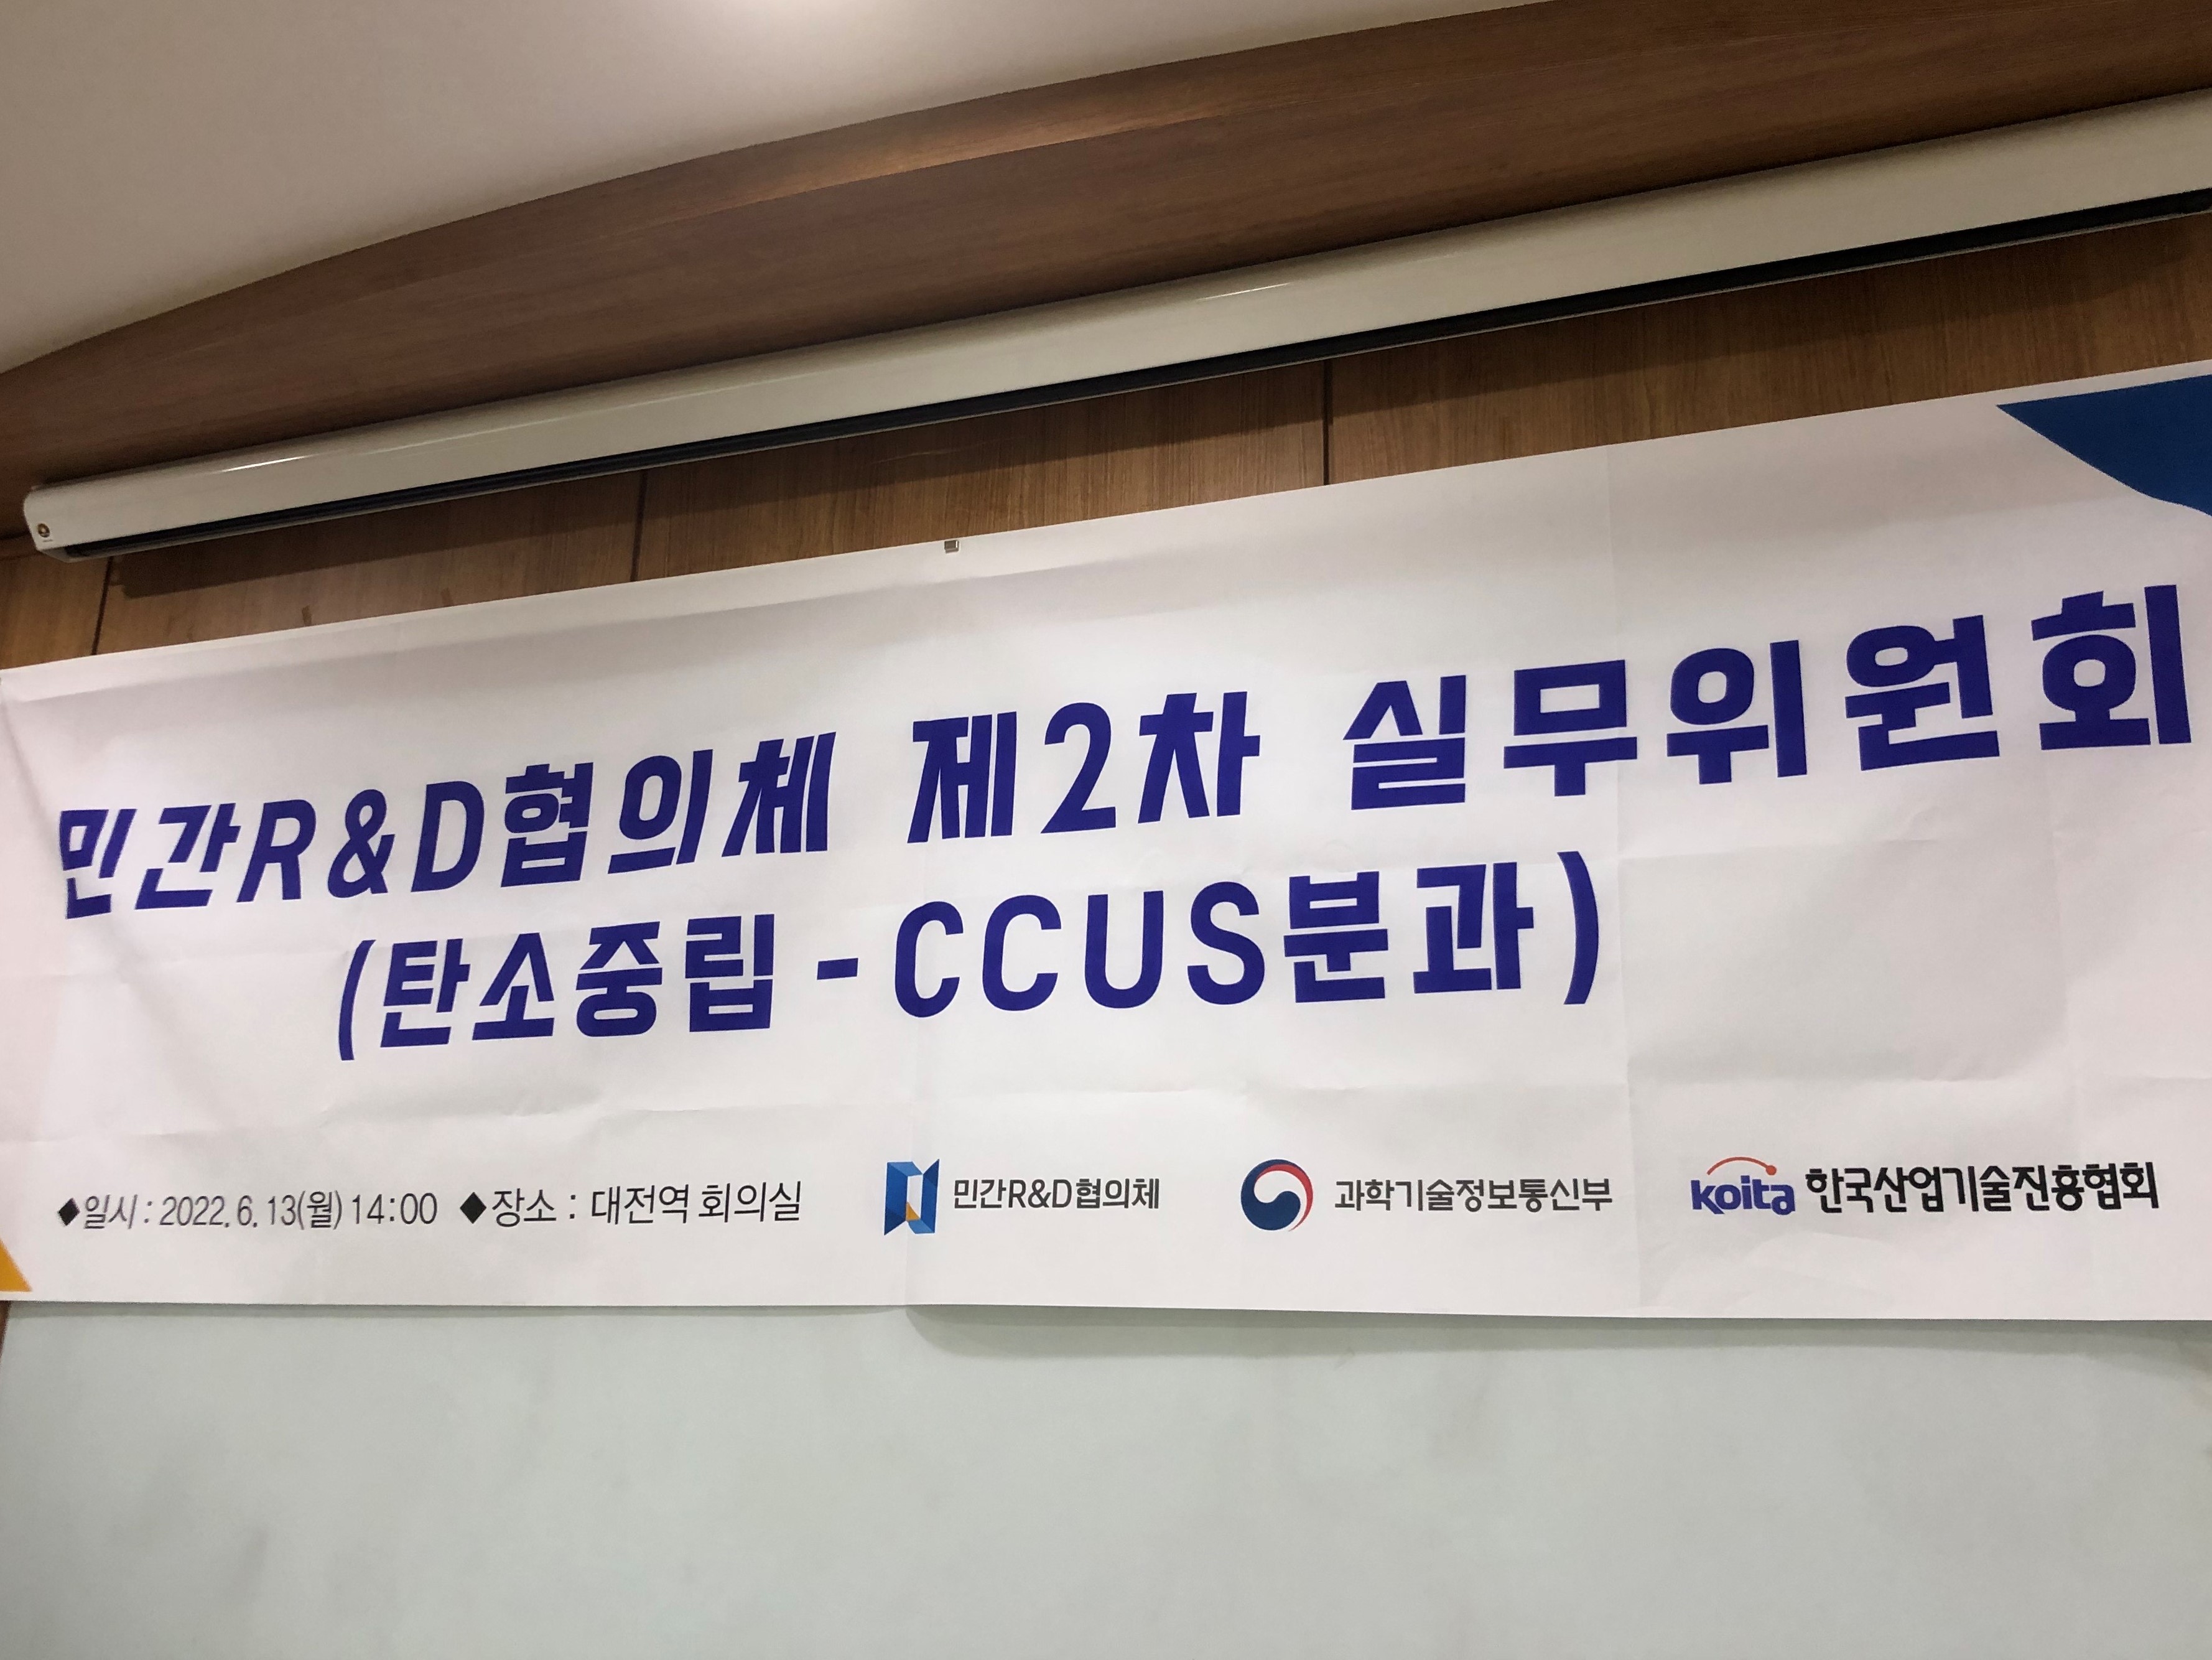 민간R&D협의체 제2차 실무위원회
(탄소중립-CCUS분과)
◆일시 : 2022. 6. 13(월) 14:00 ◆장소 : 대전역 회의실 민간R&D협의체 과학기술정보통신부 koita 한국산업기술진흥협회